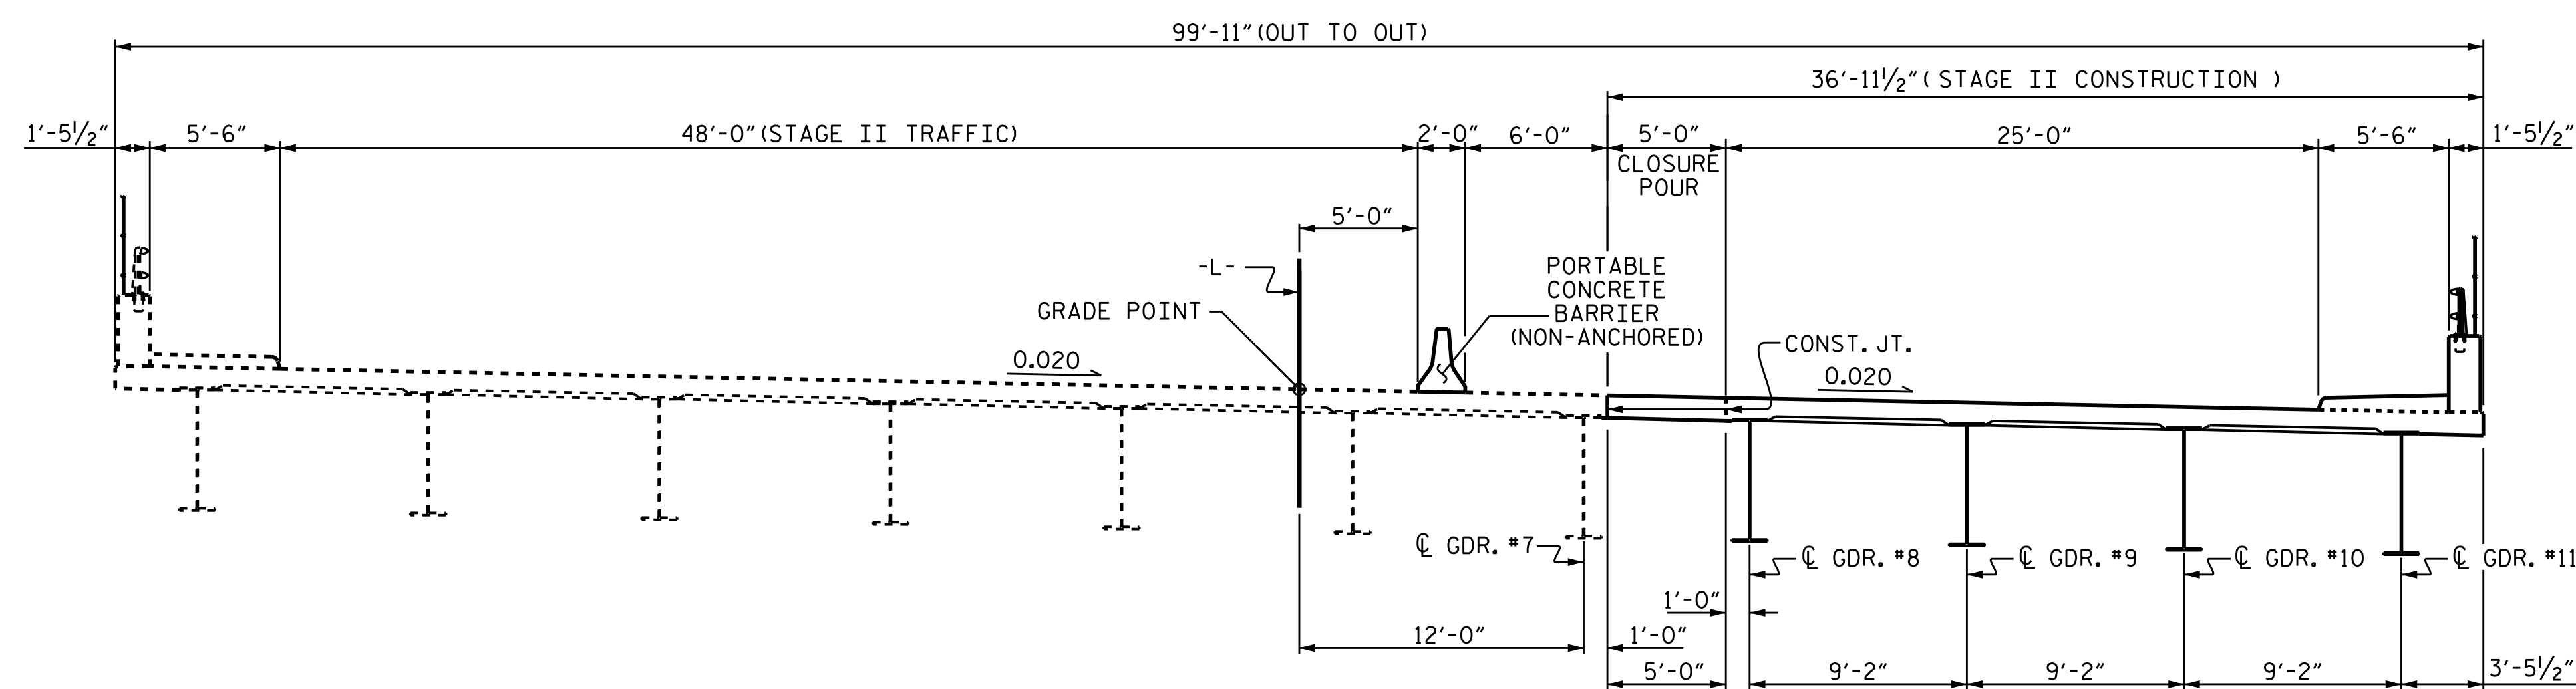 99'-11" (OUT TO OUT)
36'-11½" ( STAGE II CONSTRUCTION )
1'-5½"
5'-6"
48'-0" (STAGE II TRAFFIC)
2'-0"
6'-0"
5'-0"
25'-0"
5'-6"
1'-5½"
CLOSURE
POUR
5'-0"
-L-
PORTABLE
CONCRETE
BARRIER
(NON-ANCHORED)
GRADE POINT
CONST. JT.
0.020
0.020
℄ GDR. #7
℄ GDR. #8
℄ GDR. #9
℄ GDR. #10
℄ GDR. #11
1'-0"
12'-0"
1'-0"
5'-0"
9'-2"
9'-2"
9'-2"
3'-5½"